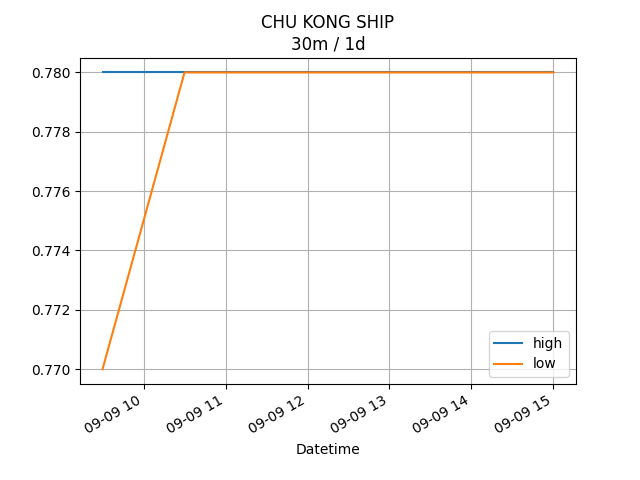 CHU KONG SHIP
30m / 1d
0.780
0.778
0.776
0.774
0.772
0.770
high
low
09-09 10
09-09 11
09-09 12
09-09 13
09-09 14
09-09 15
Datetime